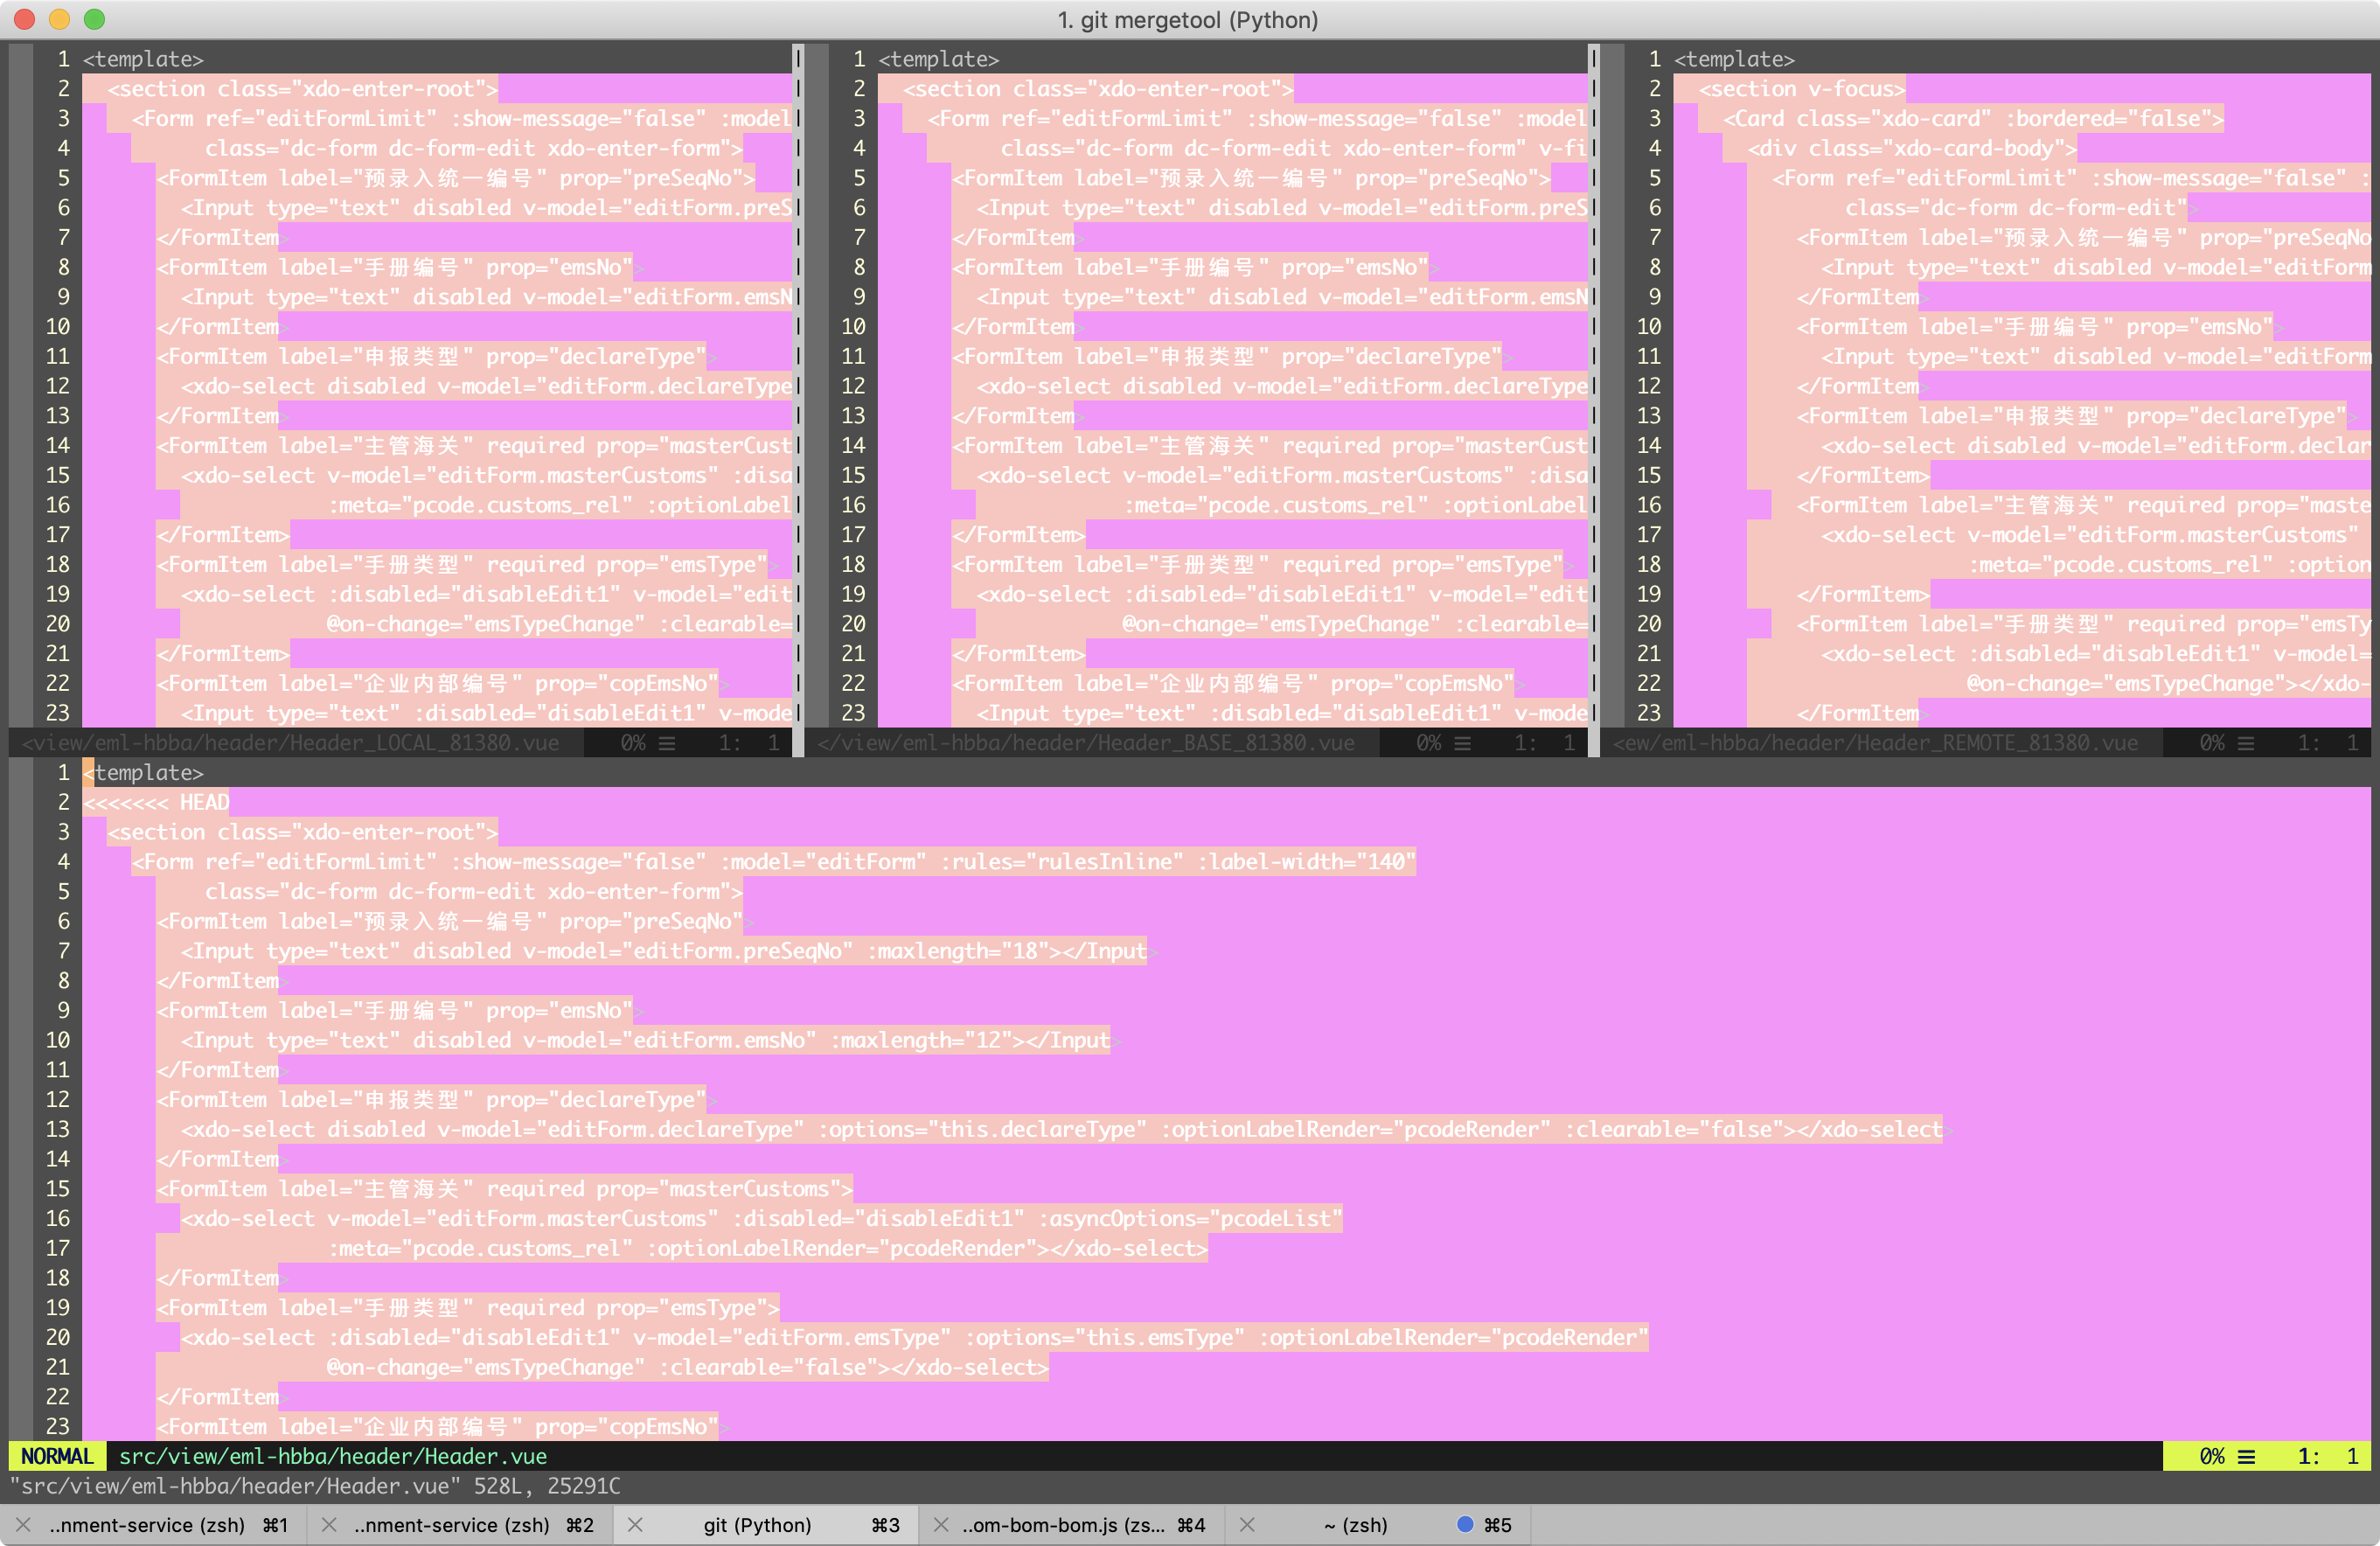 1. git mergetool (Python)
1 <template>
2   <section class="xdo-enter-root">
3     <Form ref="editFormLimit" :show-message="false" :model
4           class="dc-form dc-form-edit xdo-enter-form">
5       <FormItem label="预录入统一编号" prop="preSeqNo">
6         <Input type="text" disabled v-model="editForm.preS
7       </FormItem>
8       <FormItem label="手册编号" prop="emsNo">
9         <Input type="text" disabled v-model="editForm.emsN
10       </FormItem>
11       <FormItem label="申报类型" prop="declareType">
12         <xdo-select disabled v-model="editForm.declareType
13       </FormItem>
14       <FormItem label="主管海关" required prop="masterCust
15         <xdo-select v-model="editForm.masterCustoms" :disa
16                     :meta="pcode.customs_rel" :optionLabel
17       </FormItem>
18       <FormItem label="手册类型" required prop="emsType">
19         <xdo-select :disabled="disableEdit1" v-model="edit
20                     @on-change="emsTypeChange" :clearable=
21       </FormItem>
22       <FormItem label="企业内部编号" prop="copEmsNo">
23         <Input type="text" :disabled="disableEdit1" v-mode
<view/eml-hbba/header/Header_LOCAL_81380.vue 0% ≡ 1: 1
1 <template>
2   <section class="xdo-enter-root">
3     <Form ref="editFormLimit" :show-message="false" :model
4           class="dc-form dc-form-edit xdo-enter-form" v-fi
5       <FormItem label="预录入统一编号" prop="preSeqNo">
6         <Input type="text" disabled v-model="editForm.preS
7       </FormItem>
8       <FormItem label="手册编号" prop="emsNo">
9         <Input type="text" disabled v-model="editForm.emsN
10       </FormItem>
11       <FormItem label="申报类型" prop="declareType">
12         <xdo-select disabled v-model="editForm.declareType
13       </FormItem>
14       <FormItem label="主管海关" required prop="masterCust
15         <xdo-select v-model="editForm.masterCustoms" :disa
16                     :meta="pcode.customs_rel" :optionLabel
17       </FormItem>
18       <FormItem label="手册类型" required prop="emsType">
19         <xdo-select :disabled="disableEdit1" v-model="edit
20                     @on-change="emsTypeChange" :clearable=
21       </FormItem>
22       <FormItem label="企业内部编号" prop="copEmsNo">
23         <Input type="text" :disabled="disableEdit1" v-mode
</view/eml-hbba/header/Header_BASE_81380.vue 0% ≡ 1: 1
1 <template>
2   <section v-focus>
3     <Card class="xdo-card" :bordered="false">
4       <div class="xdo-card-body">
5         <Form ref="editFormLimit" :show-message="false" :
6               class="dc-form dc-form-edit">
7           <FormItem label="预录入统一编号" prop="preSeqNo
8             <Input type="text" disabled v-model="editForm
9           </FormItem>
10           <FormItem label="手册编号" prop="emsNo">
11             <Input type="text" disabled v-model="editForm
12           </FormItem>
13           <FormItem label="申报类型" prop="declareType">
14             <xdo-select disabled v-model="editForm.declar
15           </FormItem>
16           <FormItem label="主管海关" required prop="maste
17             <xdo-select v-model="editForm.masterCustoms"
18                         :meta="pcode.customs_rel" :option
19           </FormItem>
20           <FormItem label="手册类型" required prop="emsTy
21             <xdo-select :disabled="disableEdit1" v-model=
22                         @on-change="emsTypeChange"></xdo-
23           </FormItem>
<ew/eml-hbba/header/Header_REMOTE_81380.vue 0% ≡ 1: 1
1 <template>
2 <<<<<<< HEAD
3   <section class="xdo-enter-root">
4     <Form ref="editFormLimit" :show-message="false" :model="editForm" :rules="rulesInline" :label-width="140"
5           class="dc-form dc-form-edit xdo-enter-form">
6       <FormItem label="预录入统一编号" prop="preSeqNo">
7         <Input type="text" disabled v-model="editForm.preSeqNo" :maxlength="18"></Input>
8       </FormItem>
9       <FormItem label="手册编号" prop="emsNo">
10         <Input type="text" disabled v-model="editForm.emsNo" :maxlength="12"></Input>
11       </FormItem>
12       <FormItem label="申报类型" prop="declareType">
13         <xdo-select disabled v-model="editForm.declareType" :options="this.declareType" :optionLabelRender="pcodeRender" :clearable="false"></xdo-select>
14       </FormItem>
15       <FormItem label="主管海关" required prop="masterCustoms">
16         <xdo-select v-model="editForm.masterCustoms" :disabled="disableEdit1" :asyncOptions="pcodeList"
17                     :meta="pcode.customs_rel" :optionLabelRender="pcodeRender"></xdo-select>
18       </FormItem>
19       <FormItem label="手册类型" required prop="emsType">
20         <xdo-select :disabled="disableEdit1" v-model="editForm.emsType" :options="this.emsType" :optionLabelRender="pcodeRender"
21                     @on-change="emsTypeChange" :clearable="false"></xdo-select>
22       </FormItem>
23       <FormItem label="企业内部编号" prop="copEmsNo">
NORMAL src/view/eml-hbba/header/Header.vue 0% ≡ 1: 1
"src/view/eml-hbba/header/Header.vue" 528L, 25291C
..nment-service (zsh) ⌘1 ..nment-service (zsh) ⌘2 git (Python) ⌘3 ..om-bom-bom.js (zs... ⌘4 ~ (zsh) ⌘5